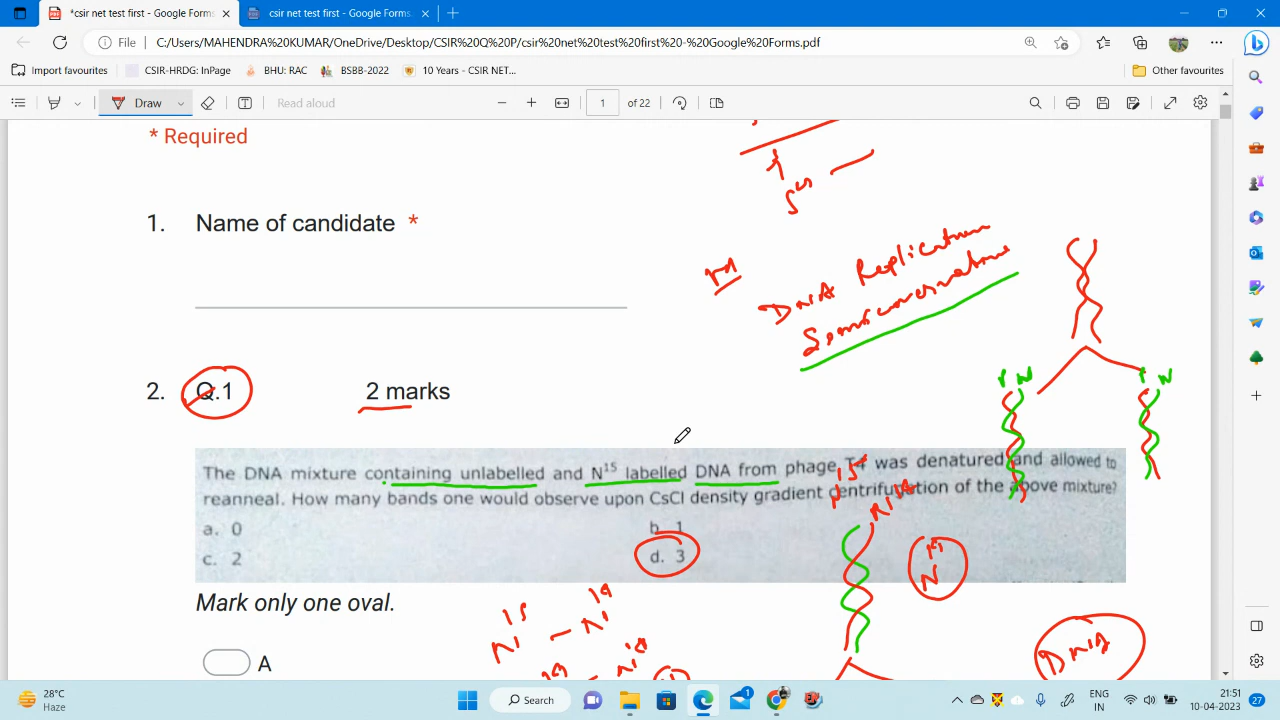 *csir net test first - Google Forms
csir net test first - Google Forms.
File
C:/Users/MAHENDRA%20KUMAR/OneDrive/Desktop/CSIR%20Q%20P/csir%20net%20test%20first%20-%20Google%20Forms.pdf
Import favourites
CSIR-HRDG: InPage
BHU: RAC
BSBB-2022
10 Years - CSIR NET...
Other favourites
Draw
Read aloud
1
of 22
* Required
1. Name of candidate *
DNA Replication
Semiconservative
2. Q.1 2 marks
N
N
The DNA mixture containing unlabelled and N15 labelled DNA from phage T4 was denatured and allowed to
reanneal. How many bands one would observe upon CsCl density gradient centrifugation of the above mixture?
a. 0
b. 1
c. 2
d. 3
Mark only one oval.
A
DNA
28°C
Haze
Search
ENG
IN
21:51
10-04-2023
27